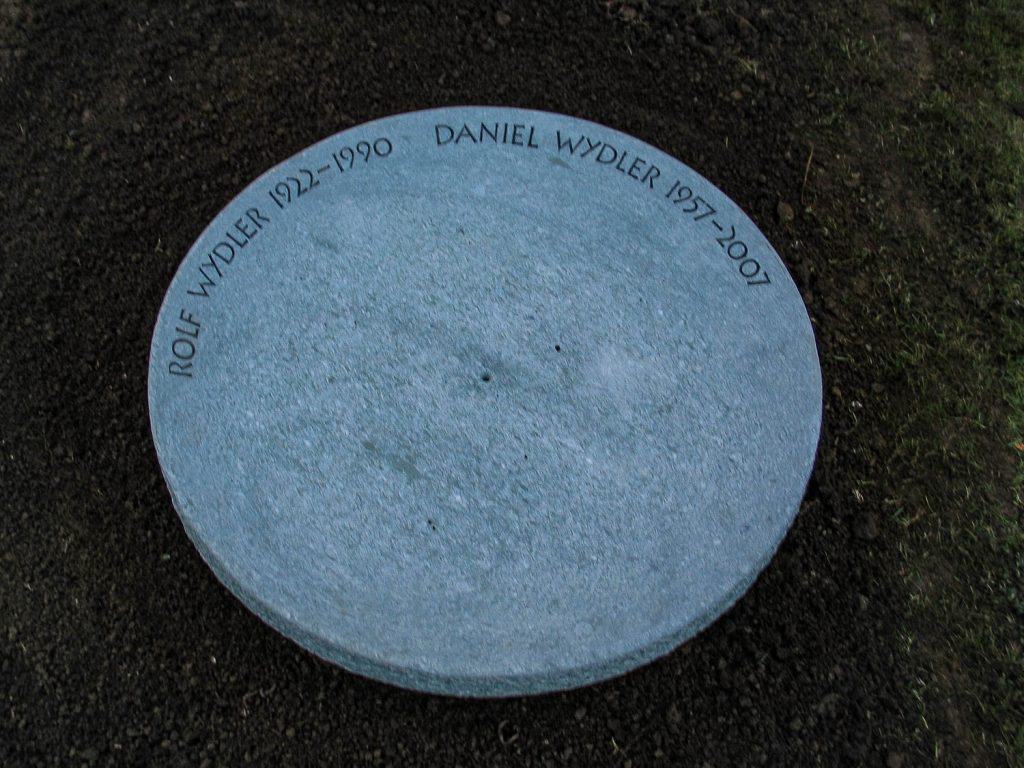 ROLF WYDLER 1922–1990
DANIEL WYDLER 1957–2007